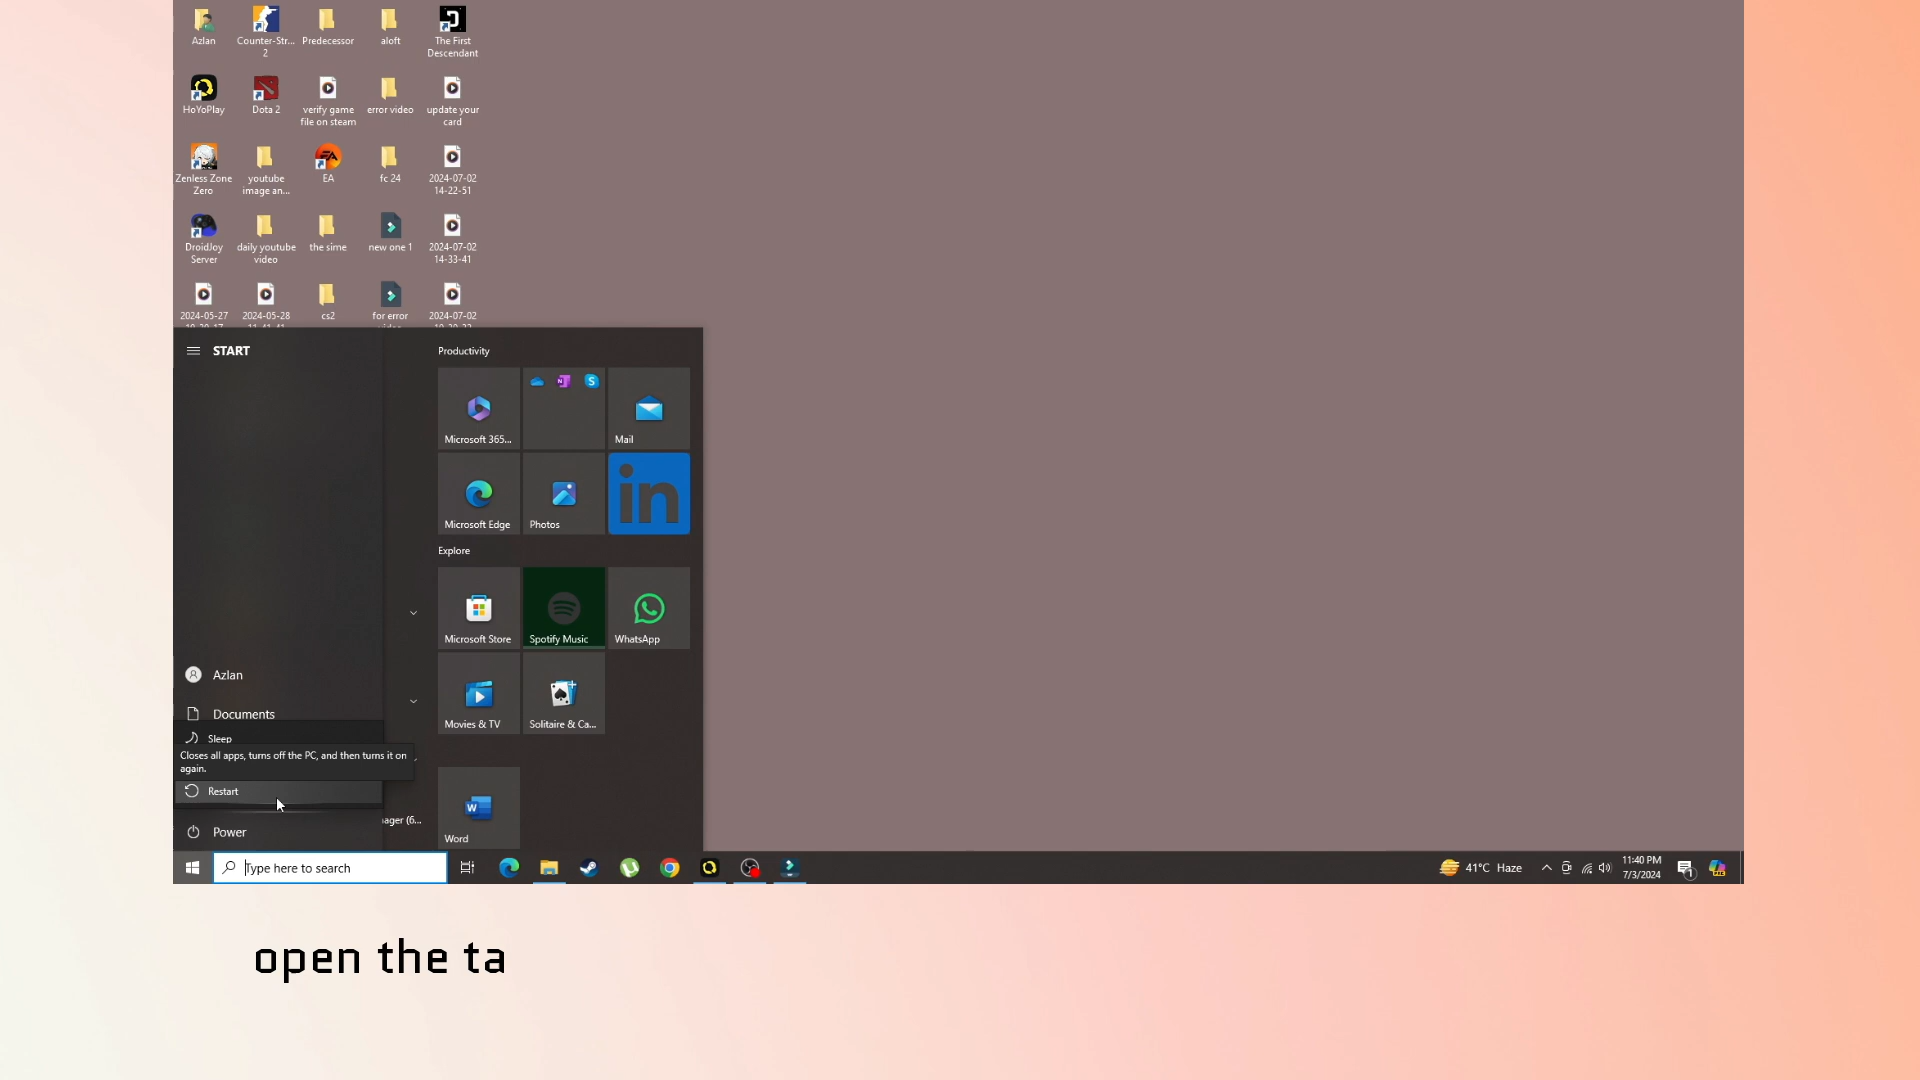 Azlan
Counter-Str...
2
Predecessor
aloft
The First
Descendant
HoYoPlay
Dota 2
verify game
file on steam
error video
update your
card
Zenless Zone
Zero
youtube
image an...
EA
fc 24
2024-07-02
14-22-51
DroidJoy
Server
daily youtube
video
the sime
new one 1
2024-07-02
14-33-41
2024-05-27
2024-05-28
cs2
for error
2024-07-02
START
Productivity
Microsoft 365...
Mail
Microsoft Edge
Photos
in
Explore
Microsoft Store
Spotify Music
WhatsApp
Movies & TV
Solitaire & Ca...
Azlan
Documents
Sleep
Closes all apps, turns off the PC, and then turns it on
again.
Restart
ager (6...
Power
Word
Type here to search
41°C Haze
11:40 PM
7/3/2024
1
open the ta